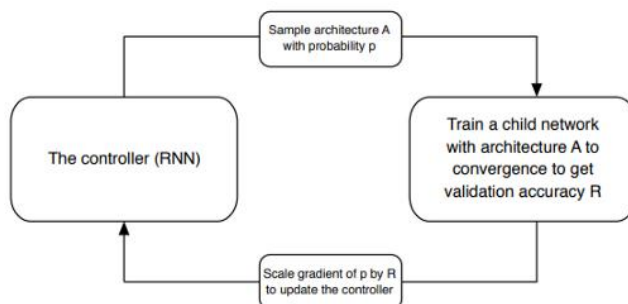 Sample architecture A
with probability p
The controller (RNN)
Train a child network
with architecture A to
convergence to get
validation accuracy R
Scale gradient of p by R
to update the controller